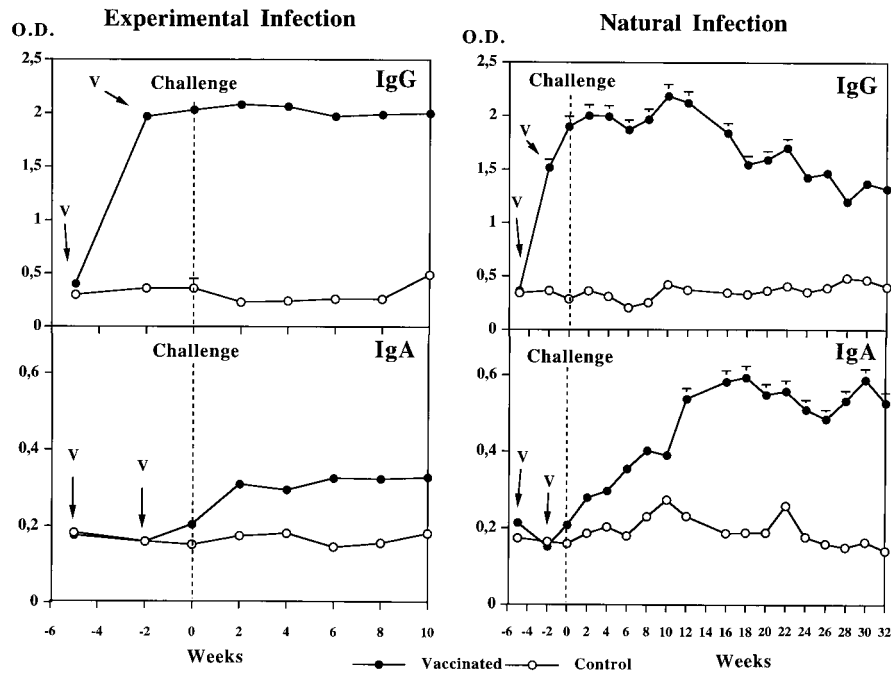 Experimental Infection
Natural Infection
O.D.
2,5
2
1,5
1
0,5
0
V
V
Challenge
IgG
O.D.
2,5
2
1,5
1
0,5
0
V
V
Challenge
IgG
0,6
0,4
0,2
0
V
V
Challenge
IgA
-6 -4 -2 0 2 4 6 8 10
Weeks
0,6
0,4
0,2
0
V
V
Challenge
IgA
-6 -4 -2 0 2 4 6 8 10 12 14 16 18 20 22 24 26 28 30 32
Weeks
Vaccinated Control